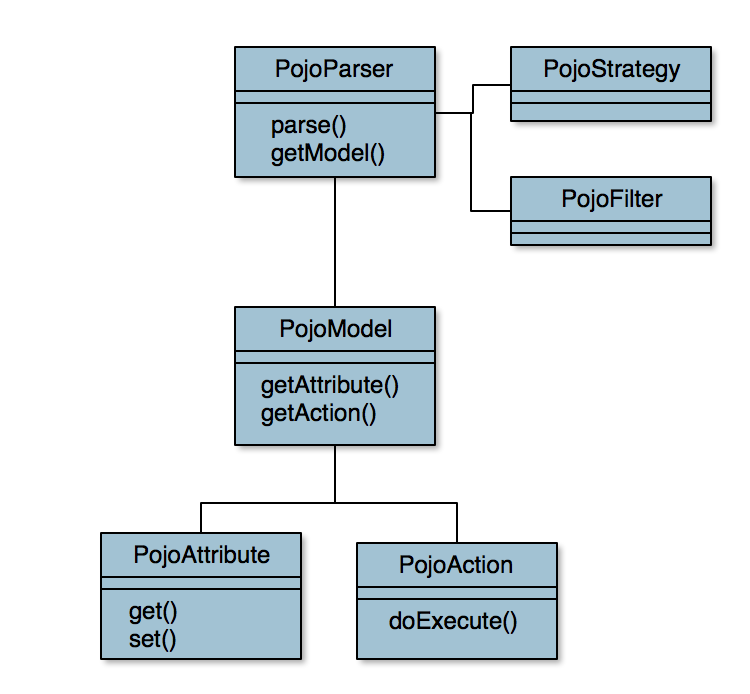 PojoParser
parse()
getModel()
PojoStrategy
PojoFilter
PojoModel
getAttribute()
getAction()
PojoAttribute
get()
set()
PojoAction
doExecute()